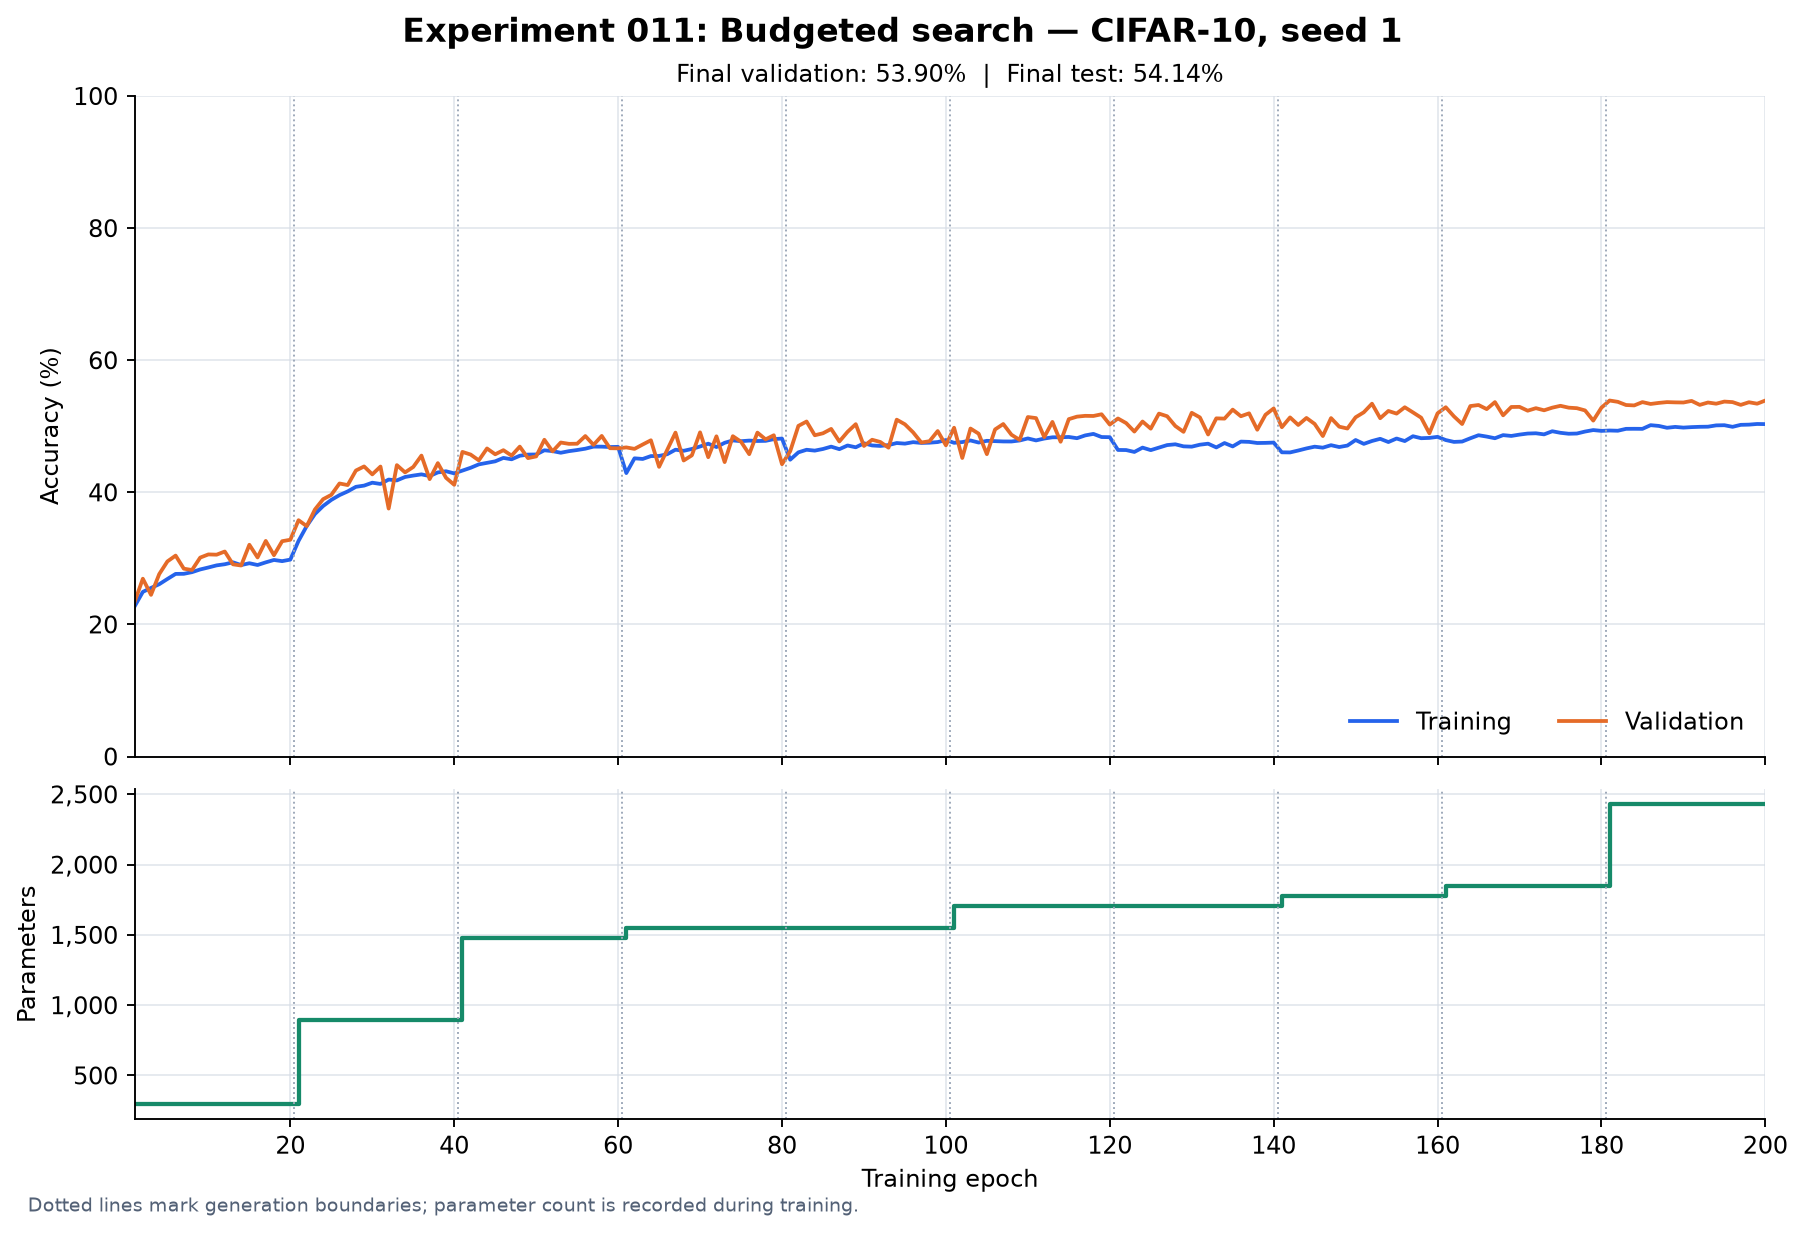 Experiment 011: Budgeted search — CIFAR-10, seed 1
Final validation: 53.90%  |  Final test: 54.14%
100
80
60
40
20
0
Accuracy (%)
Training
Validation
2,500
2,000
1,500
1,000
500
Parameters
20 40 60 80 100 120 140 160 180 200
Training epoch
Dotted lines mark generation boundaries; parameter count is recorded during training.